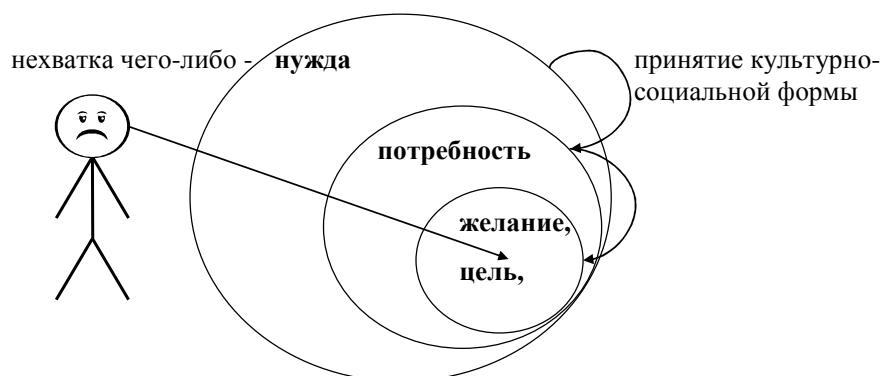 нехватка чего-либо - нужда
принятие культурно-
социальной формы
потребность
желание,
цель,